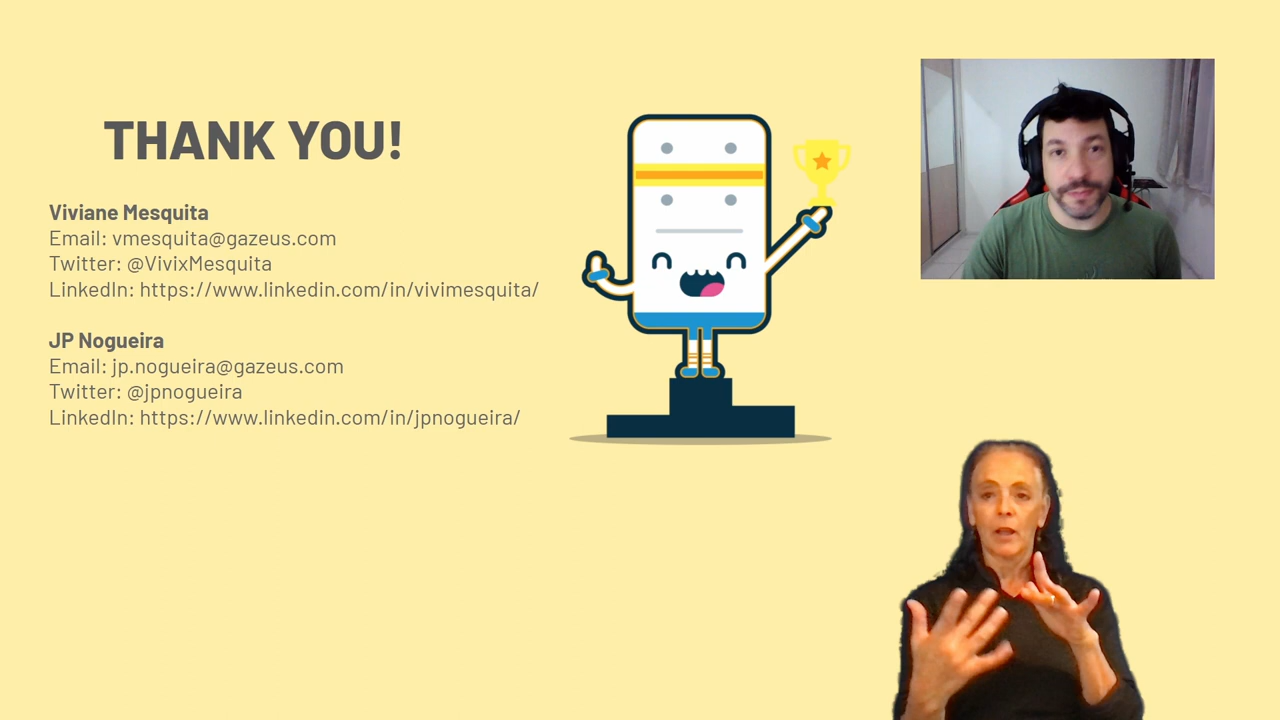 THANK YOU!
Viviane Mesquita
Email: vmesquita@gazeus.com
Twitter: @VivixMesquita
LinkedIn: https://www.linkedin.com/in/vivimesquita/
JP Nogueira
Email: jp.nogueira@gazeus.com
Twitter: @jpnogueira
LinkedIn: https://www.linkedin.com/in/jpnogueira/